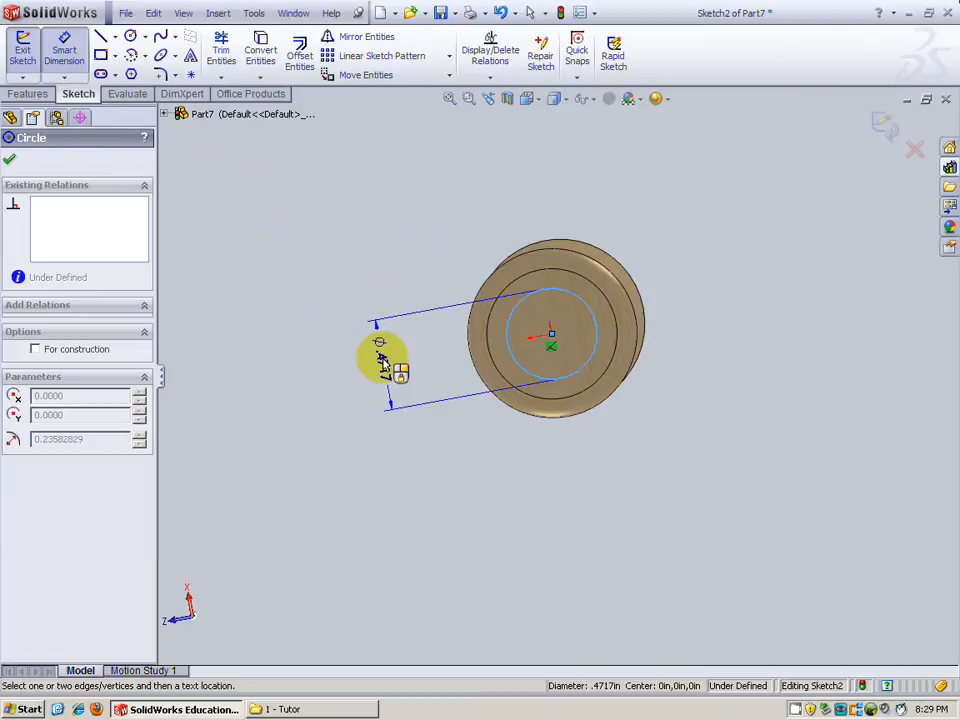 SolidWorks
File Edit View Insert Tools Window Help
Sketch2 of Part7 *
Exit Sketch
Smart Dimension
Trim Entities
Convert Entities
Offset Entities
Mirror Entities
Linear Sketch Pattern
Move Entities
Display/Delete Relations
Repair Sketch
Quick Snaps
Rapid Sketch
Features Sketch Evaluate DimXpert Office Products
Part7 (Default<<Default>_...
Circle ?
Existing Relations
Under Defined
Add Relations
Options
For construction
Parameters
0.0000
0.0000
0.23582829
X
Z
Model Motion Study 1
Select one or two edges/vertices and then a text location.
Diameter: .4717in Center: 0in,0in,0in Under Defined Editing Sketch2
Start SolidWorks Education... 1 - Tutor 8:29 PM